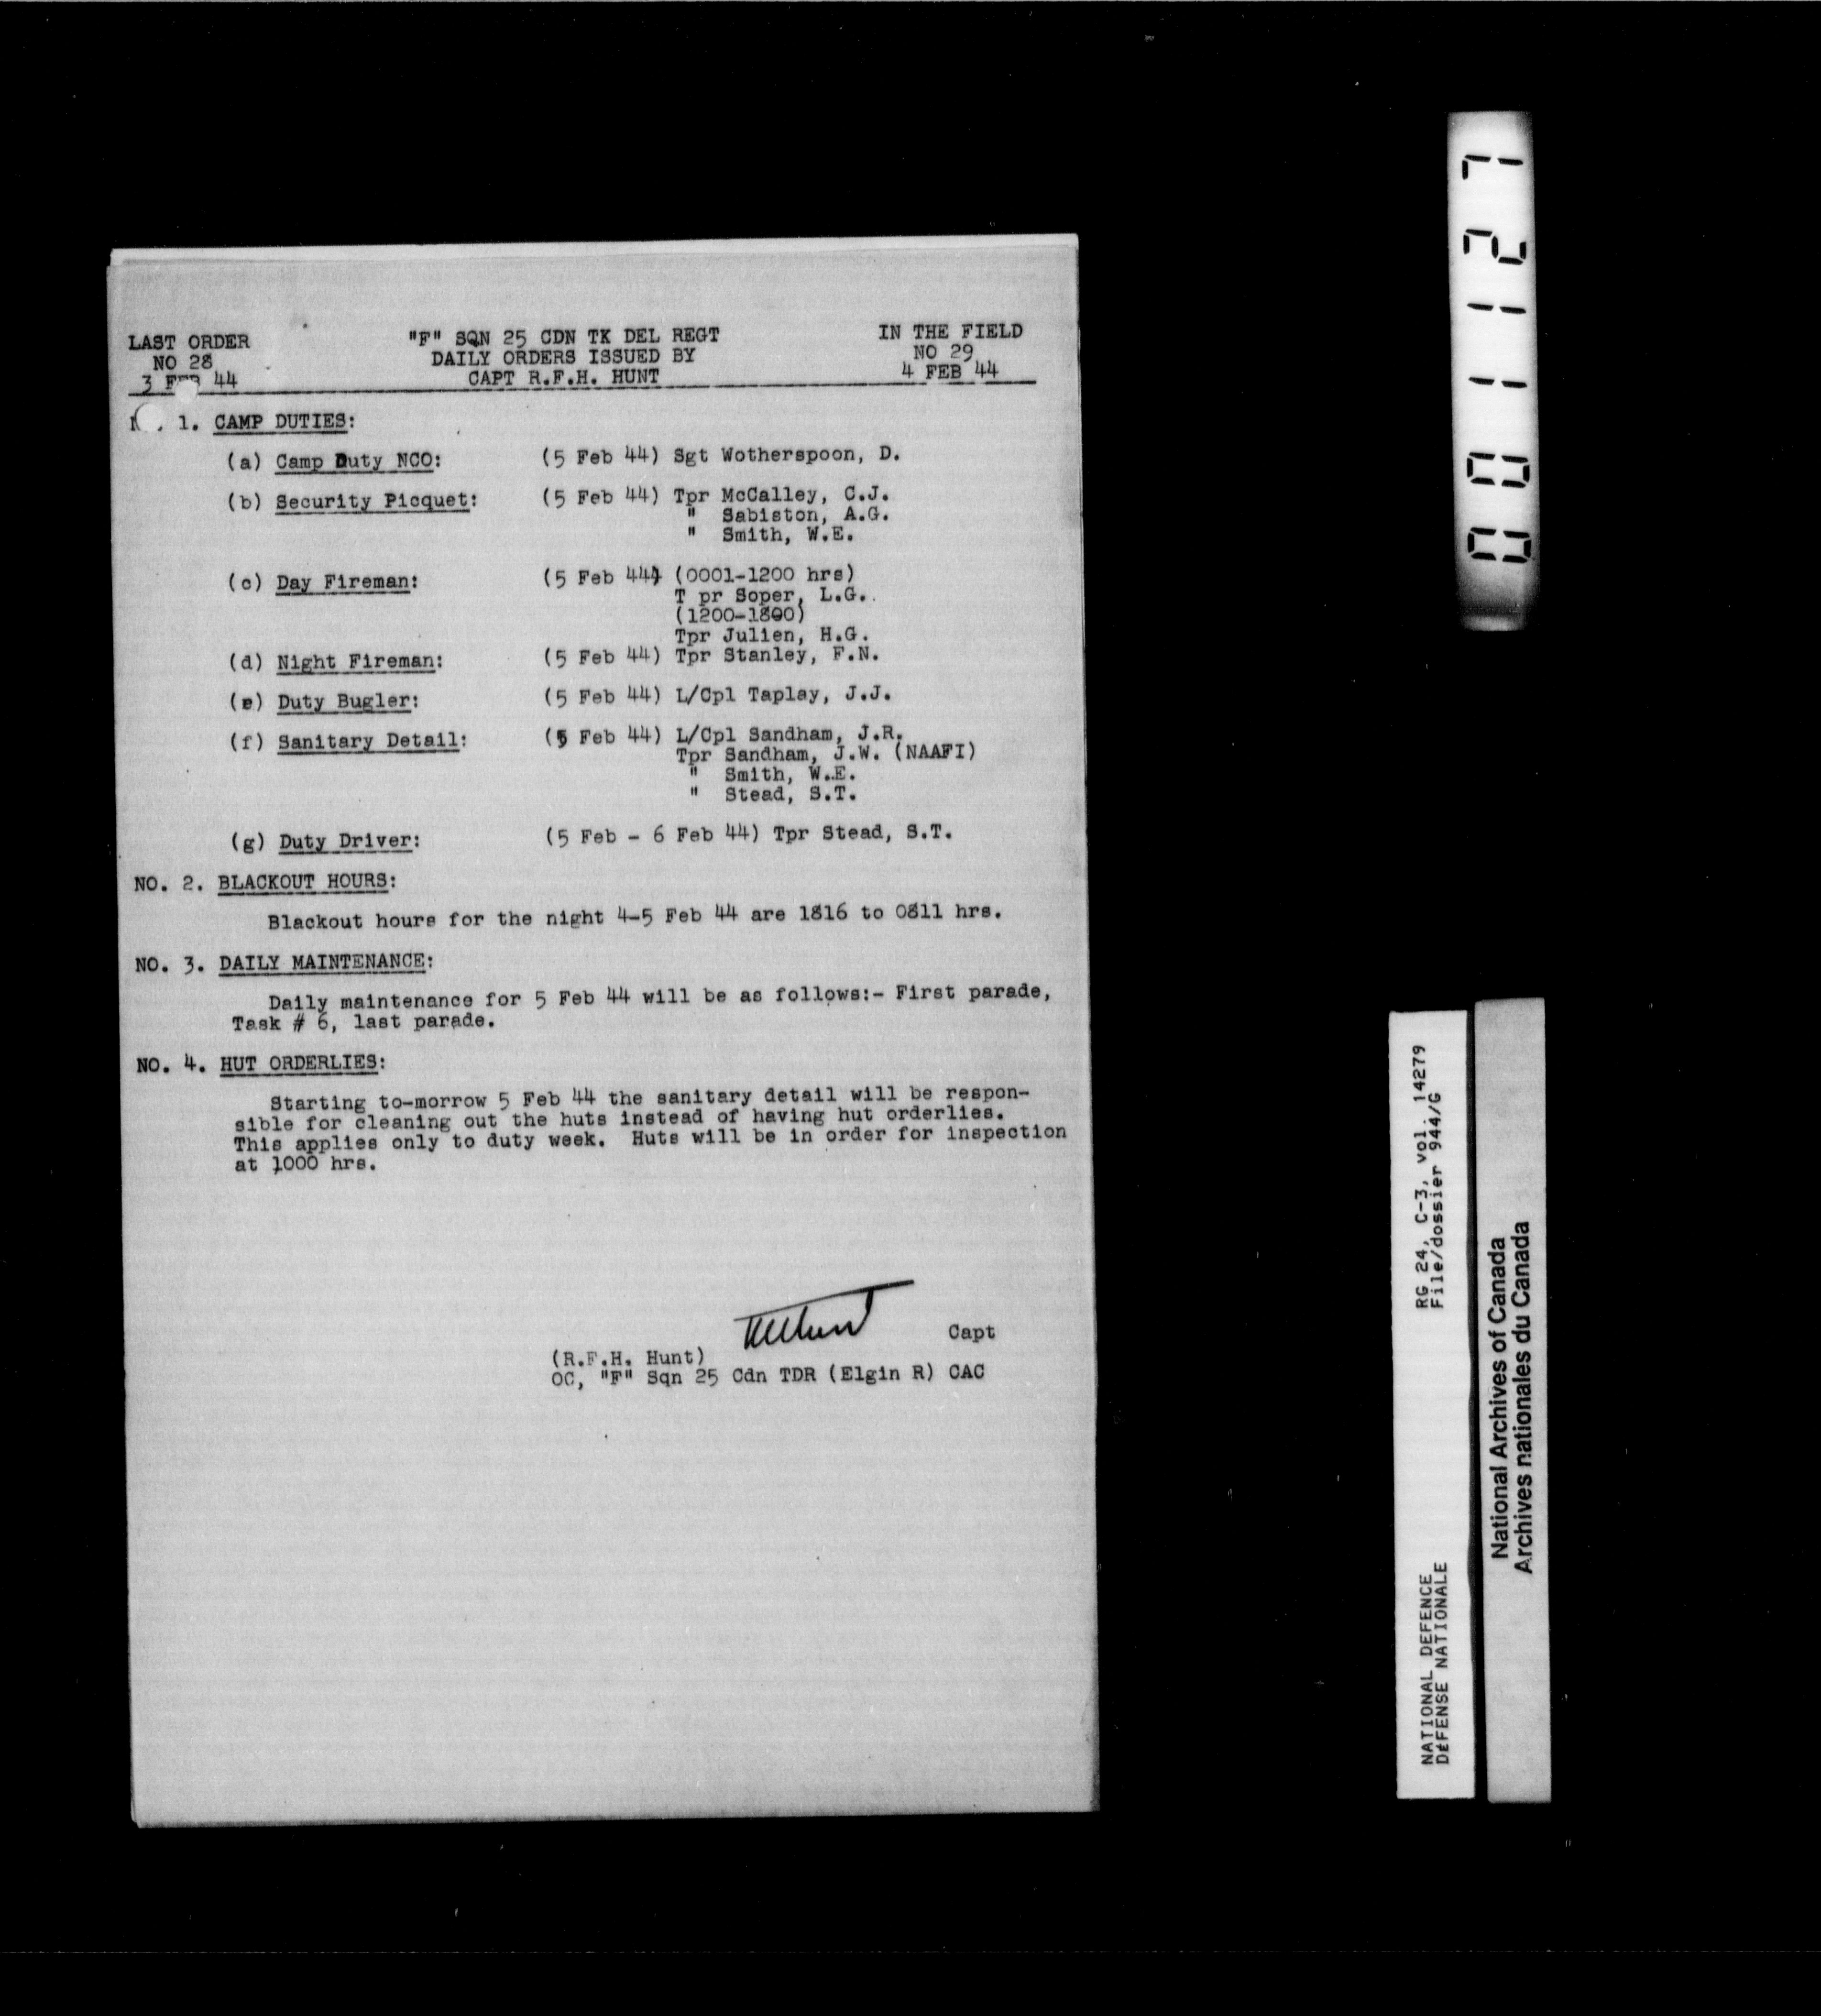 LAST ORDER
NO 28
3 FEB 44
"F" SQN 25 CDN TK DEL REGT
DAILY ORDERS ISSUED BY
CAPT R.F.H. HUNT
IN THE FIELD
NO 29
4 FEB 44
1. CAMP DUTIES:
(a) Camp Duty NCO: (5 Feb 44) Sgt Wotherspoon, D.
(b) Security Picquet: (5 Feb 44) Tpr McCalley, C.J.
" Sabiston, A.G.
" Smith, W.E.
(c) Day Fireman: (5 Feb 44) (0001-1200 hrs)
T pr Soper, L.G.
(1200-1800)
Tpr Julien, H.G.
(d) Night Fireman: (5 Feb 44) Tpr Stanley, F.N.
(e) Duty Bugler: (5 Feb 44) L/Cpl Taplay, J.J.
(f) Sanitary Detail: (5 Feb 44) L/Cpl Sandham, J.R.
Tpr Sandham, J.W. (NAAFI)
" Smith, W.E.
" Stead, S.T.
(g) Duty Driver: (5 Feb - 6 Feb 44) Tpr Stead, S.T.
NO. 2. BLACKOUT HOURS:
Blackout hours for the night 4-5 Feb 44 are 1816 to 0811 hrs.
NO. 3. DAILY MAINTENANCE:
Daily maintenance for 5 Feb 44 will be as follows:- First parade,
Task # 6, last parade.
NO. 4. HUT ORDERLIES:
Starting to-morrow 5 Feb 44 the sanitary detail will be respon-
sible for cleaning out the huts instead of having hut orderlies.
This applies only to duty week. Huts will be in order for inspection
at 1000 hrs.
Capt
(R.F.H. Hunt)
OC, "F" Sqn 25 Cdn TDR (Elgin R) CAC
001127
RG 24, C-3, vol. 14279
File/dossier 944/G
NATIONAL DEFENCE
DÉFENSE NATIONALE
National Archives of Canada
Archives nationales du Canada